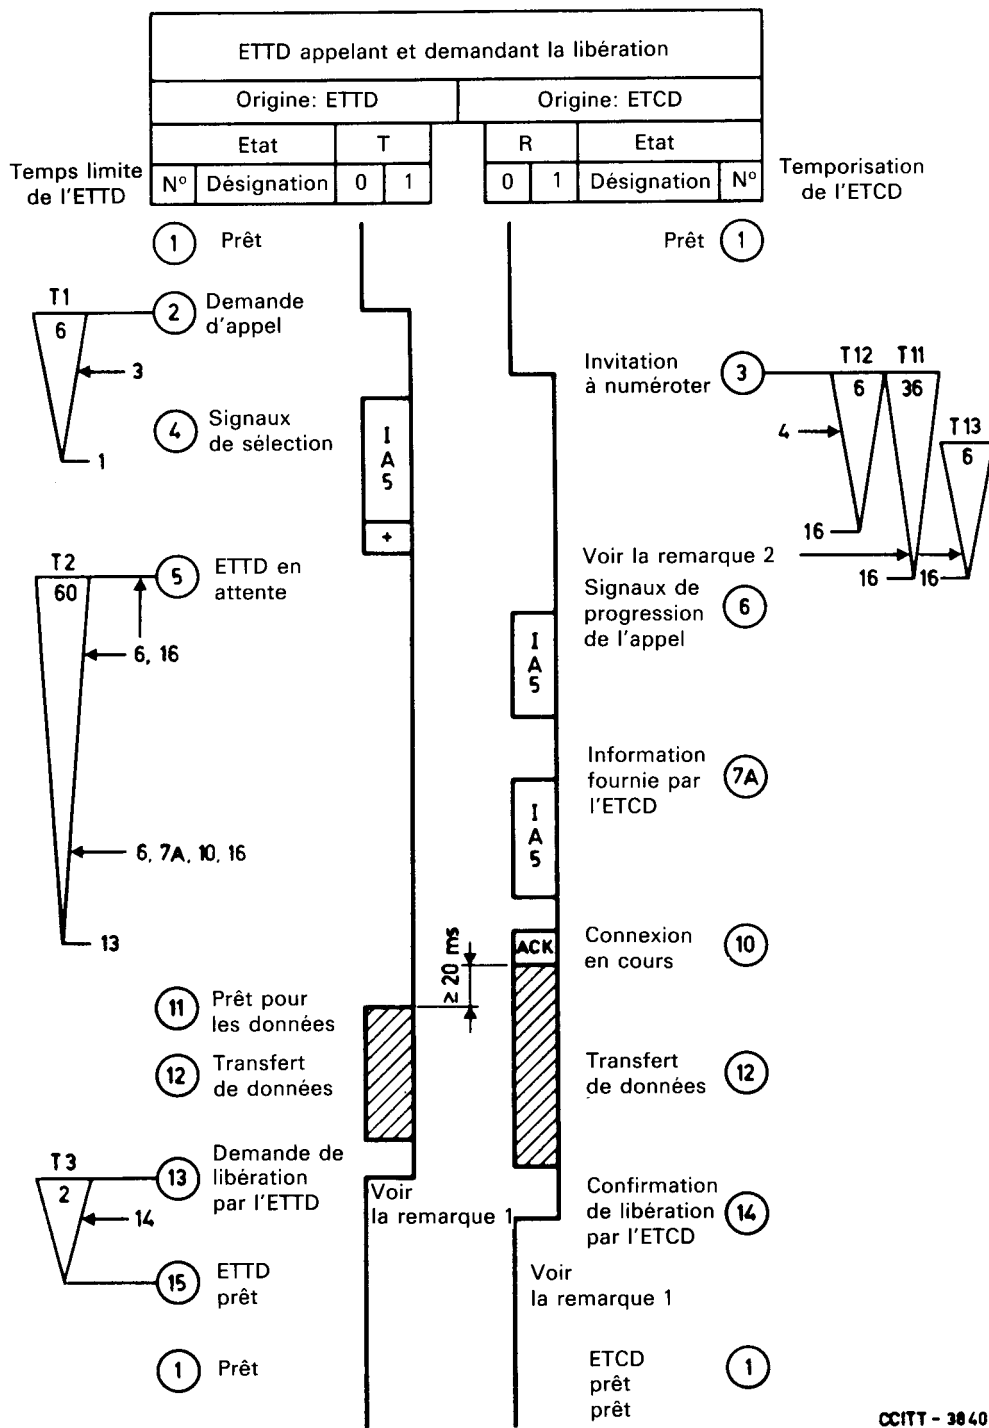 ETTD appelant et demandant la libération
Origine: ETTD
Origine: ETCD
Etat
T
R
Etat
Temps limite
de l'ETTD
N° Désignation 0 1
0 1 Désignation N°
Temporisation
de l'ETCD
1 Prêt
Prêt 1
T1
6
3
1
2 Demande
d'appel
Invitation
à numéroter 3
T12 T11
6 36
4
T13
6
16
4 Signaux
de sélection
I
A
5
+
Voir la remarque 2
16 16
T2
60
5 ETTD en
attente
6, 16
Signaux de
progression
de l'appel
6
I
A
5
Information
fournie par
l'ETCD
7A
I
A
5
6, 7A, 10, 16
13
≥ 20 ms
ACK
Connexion
en cours
10
11 Prêt pour
les données
12 Transfert
de données
Transfert
de données
12
T3
2
14
13 Demande de
libération
par l'ETTD
Voir
la remarque 1
Confirmation
de libération
par l'ETCD
14
15 ETTD
prêt
Voir
la remarque 1
1 Prêt
ETCD
prêt
prêt
1
CCITT - 3840